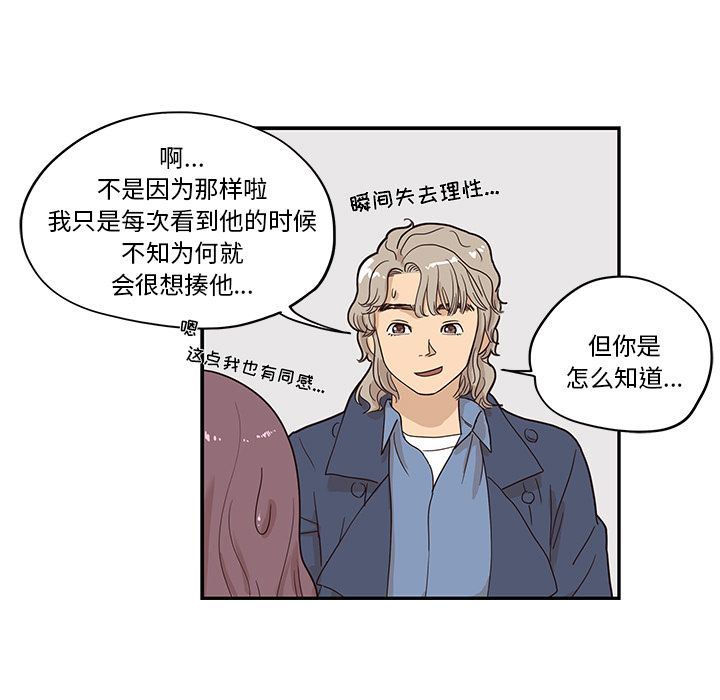 啊...
不是因为那样啦
我只是每次看到他的时候
不知为何就
会很想揍他...
瞬间失去理性...
嗯
这点我也有同感...
但你是
怎么知道...